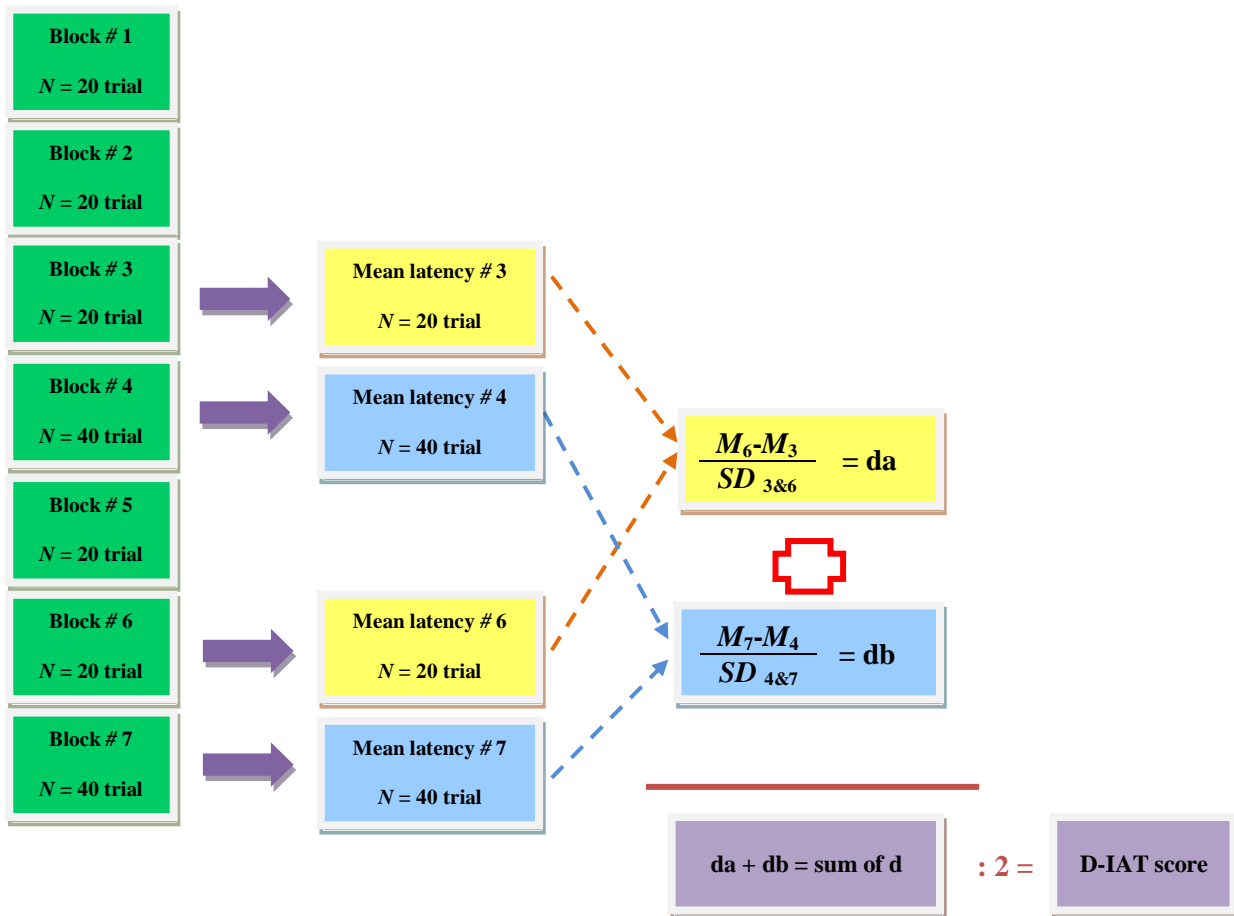 Block # 1
N = 20 trial
Block # 2
N = 20 trial
Block # 3
N = 20 trial
Block # 4
N = 40 trial
Block # 5
N = 20 trial
Block # 6
N = 20 trial
Block # 7
N = 40 trial
Mean latency # 3
N = 20 trial
Mean latency # 4
N = 40 trial
Mean latency # 6
N = 20 trial
Mean latency # 7
N = 40 trial
M6-M3
SD 3&6
= da
M7-M4
SD 4&7
= db
da + db = sum of d
: 2 =
D-IAT score